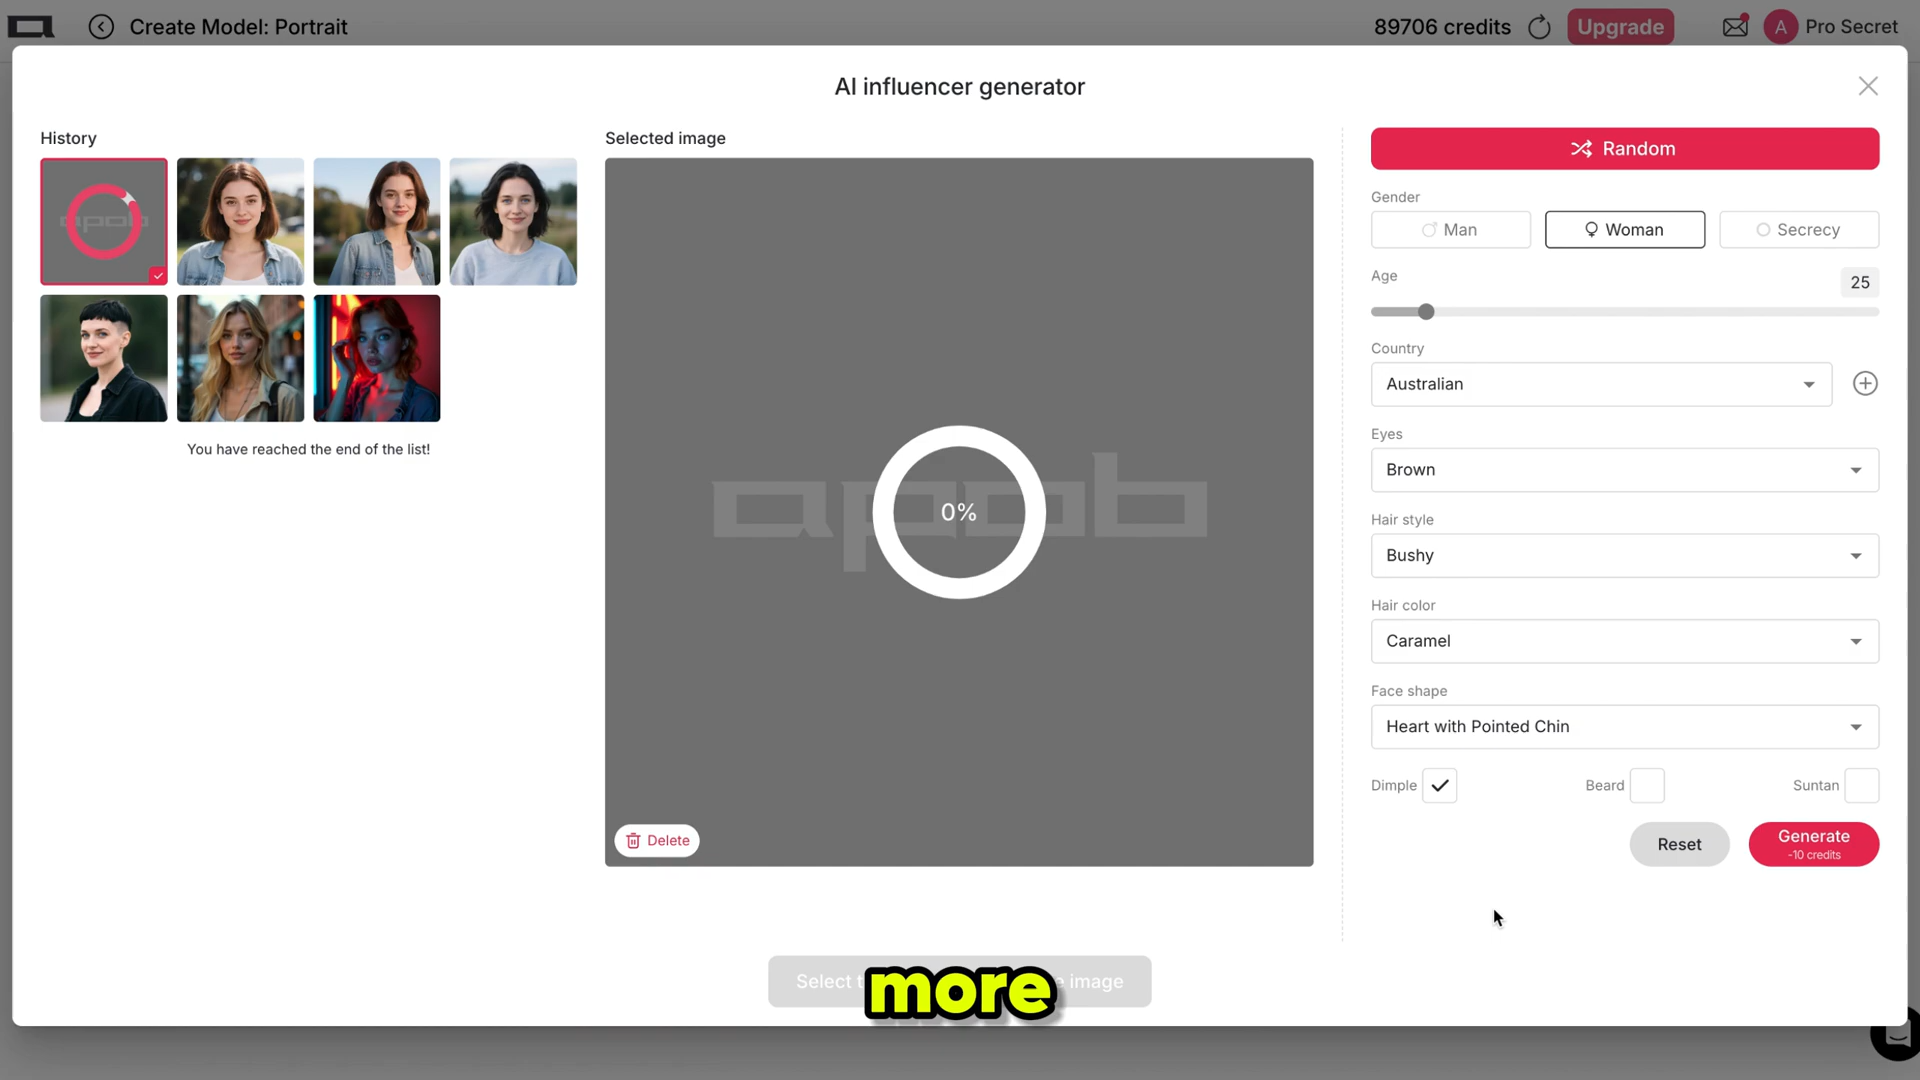 Create Model: Portrait
89706 credits
Upgrade
A
Pro Secret
AI influencer generator
History
apob
You have reached the end of the list!
Selected image
apob
0%
Delete
Random
Gender
Man
Woman
Secrecy
Age
25
Country
Australian
Eyes
Brown
Hair style
Bushy
Hair color
Caramel
Face shape
Heart with Pointed Chin
Dimple
Beard
Suntan
Reset
Generate
-10 credits
Select
image
more